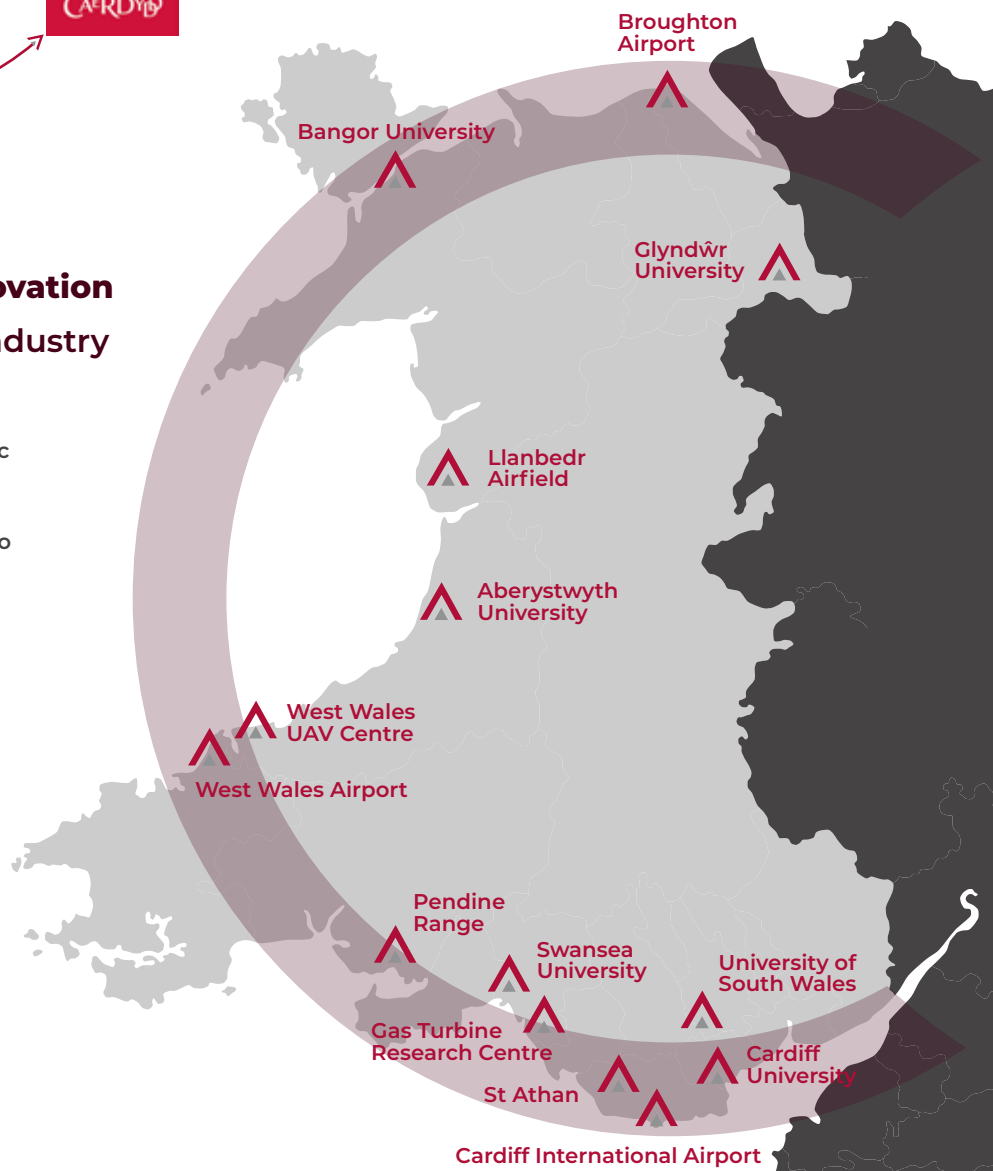 CAERDYDD
Broughton
Airport
Bangor University
Glyndŵr
University
ovation
ndustry
c
o
Llanbedr
Airfield
Aberystwyth
University
West Wales
UAV Centre
West Wales Airport
Pendine
Range
Swansea
University
University of
South Wales
Gas Turbine
Research Centre
Cardiff
University
St Athan
Cardiff International Airport